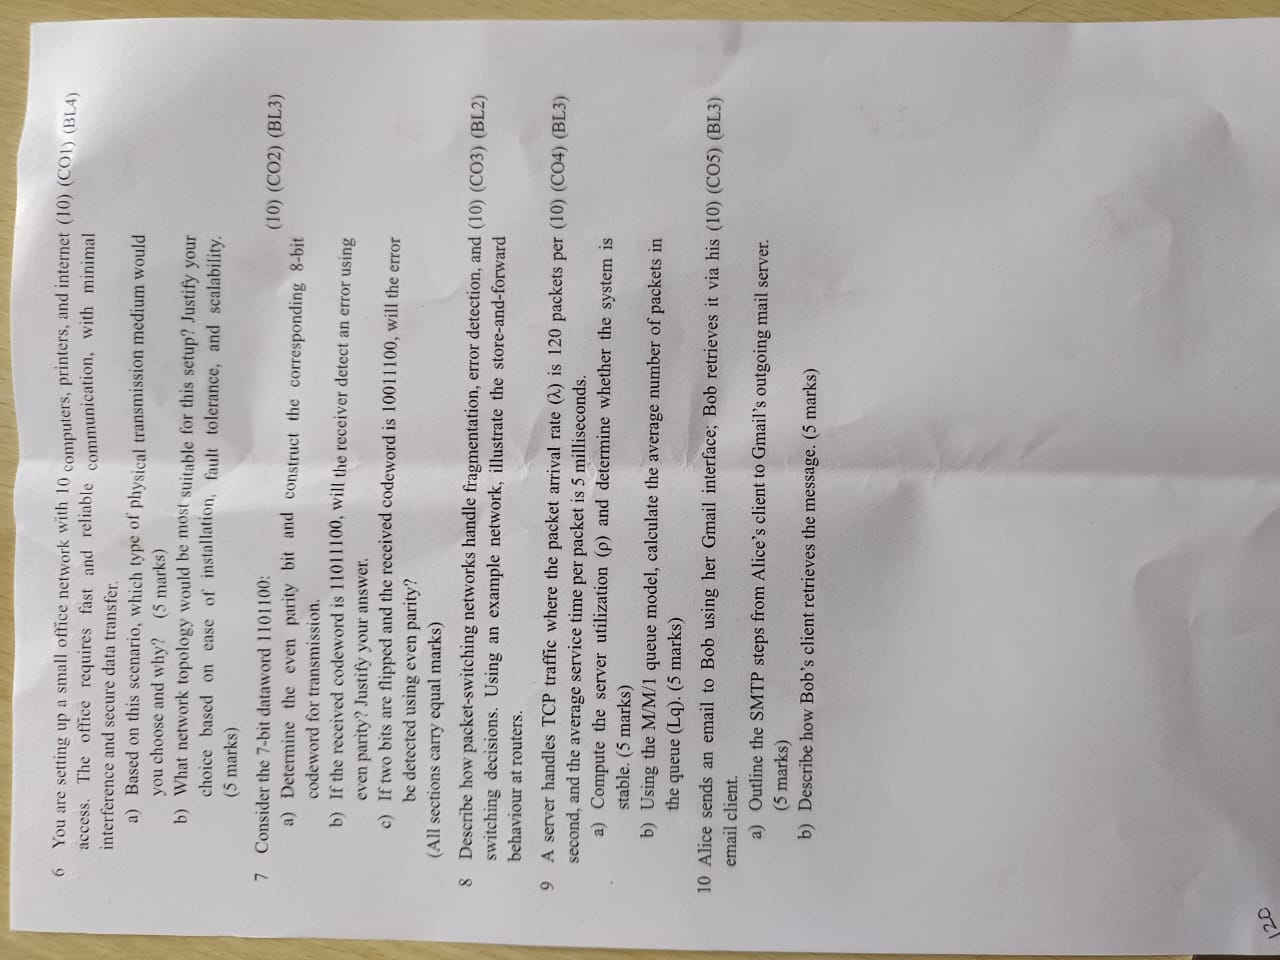 6 You are setting up a small office network with 10 computers, printers, and internet (10) (CO1) (BL4)
access. The office requires fast and reliable communication, with minimal
interference and secure data transfer.
a) Based on this scenario, which type of physical transmission medium would
you choose and why? (5 marks)
b) What network topology would be most suitable for this setup? Justify your
choice based on ease of installation, fault tolerance, and scalability.
(5 marks)
7 Consider the 7-bit dataword 1101100: (10) (CO2) (BL3)
a) Determine the even parity bit and construct the corresponding 8-bit
codeword for transmission.
b) If the received codeword is 11011100, will the receiver detect an error using
even parity? Justify your answer.
c) If two bits are flipped and the received codeword is 10011100, will the error
be detected using even parity?
(All sections carry equal marks)
8 Describe how packet-switching networks handle fragmentation, error detection, and (10) (CO3) (BL2)
switching decisions. Using an example network, illustrate the store-and-forward
behaviour at routers.
9 A server handles TCP traffic where the packet arrival rate (λ) is 120 packets per (10) (CO4) (BL3)
second, and the average service time per packet is 5 milliseconds.
a) Compute the server utilization (ρ) and determine whether the system is
stable. (5 marks)
b) Using the M/M/1 queue model, calculate the average number of packets in
the queue (Lq). (5 marks)
10 Alice sends an email to Bob using her Gmail interface; Bob retrieves it via his (10) (CO5) (BL3)
email client.
a) Outline the SMTP steps from Alice's client to Gmail's outgoing mail server.
(5 marks)
b) Describe how Bob's client retrieves the message. (5 marks)
120